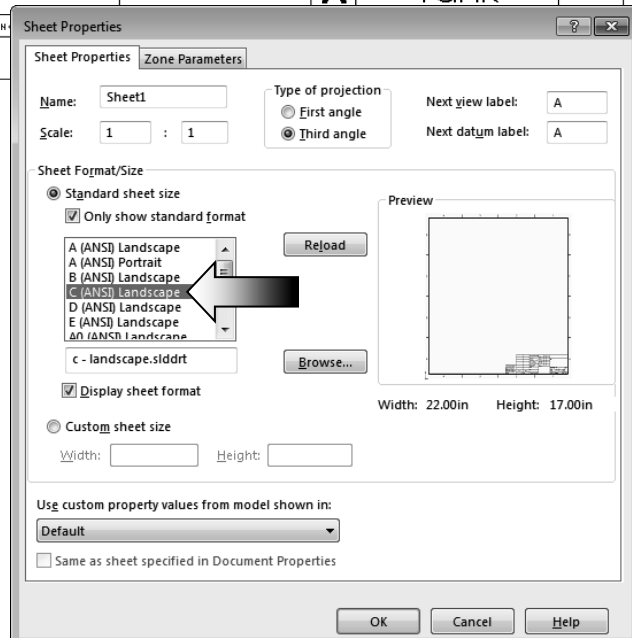 Sheet Properties
Sheet Properties Zone Parameters
Name: Sheet1
Scale: 1 : 1
Type of projection
First angle
Third angle
Next view label: A
Next datum label: A
Sheet Format/Size
Standard sheet size
Only show standard format
A (ANSI) Landscape
A (ANSI) Portrait
B (ANSI) Landscape
C (ANSI) Landscape
D (ANSI) Landscape
E (ANSI) Landscape
A0 (ANSI) Landscape
Reload
c - landscape.slddrt
Browse...
Display sheet format
Preview
Width: 22.00in Height: 17.00in
Custom sheet size
Width: Height:
Use custom property values from model shown in:
Default
Same as sheet specified in Document Properties
OK Cancel Help